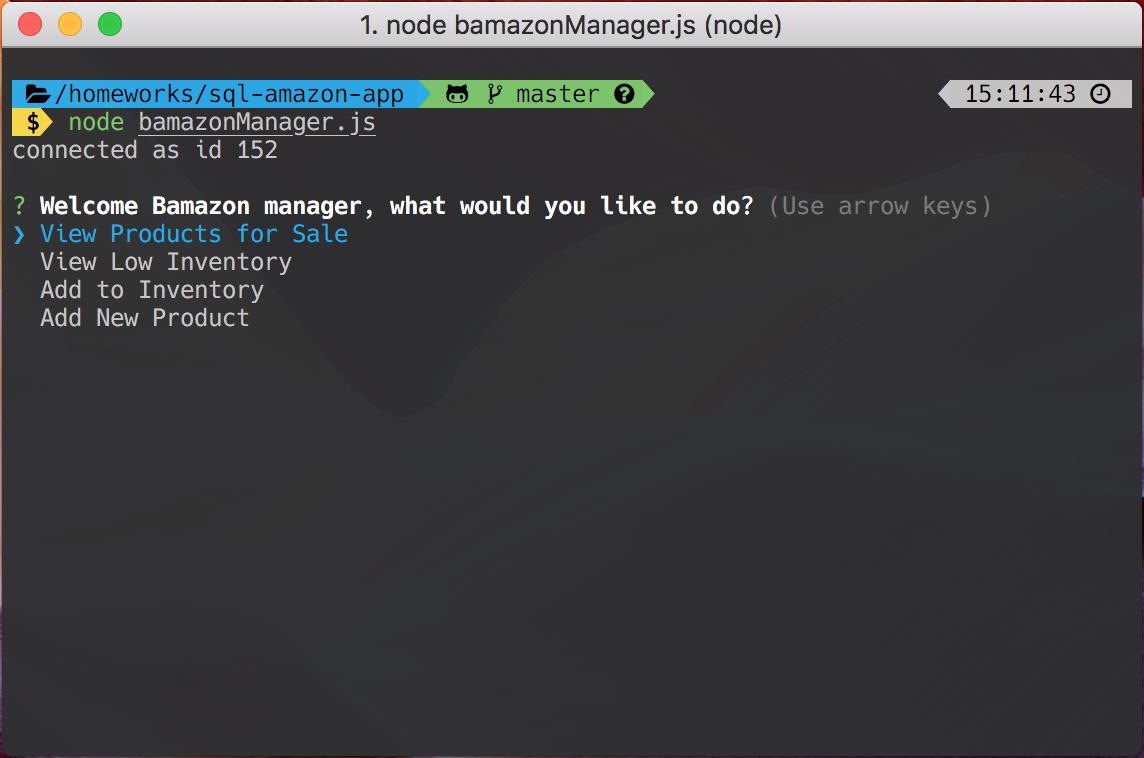 1. node bamazonManager.js (node)
/homeworks/sql-amazon-app master ? 15:11:43
$ node bamazonManager.js
connected as id 152
? Welcome Bamazon manager, what would you like to do? (Use arrow keys)
❯ View Products for Sale
View Low Inventory
Add to Inventory
Add New Product